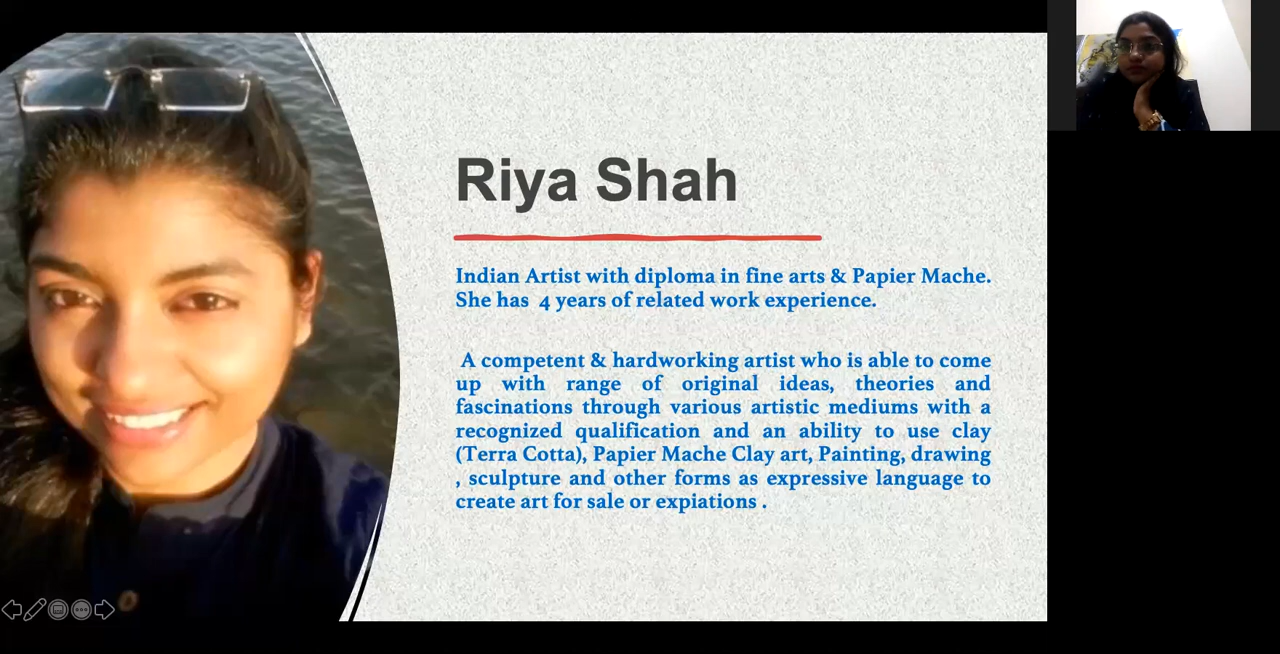 Riya Shah
Indian Artist with diploma in fine arts & Papier Mache.
She has 4 years of related work experience.
A competent & hardworking artist who is able to come
up with range of original ideas, theories and
fascinations through various artistic mediums with a
recognized qualification and an ability to use clay
(Terra Cotta), Papier Mache Clay art, Painting, drawing
, sculpture and other forms as expressive language to
create art for sale or expiations .